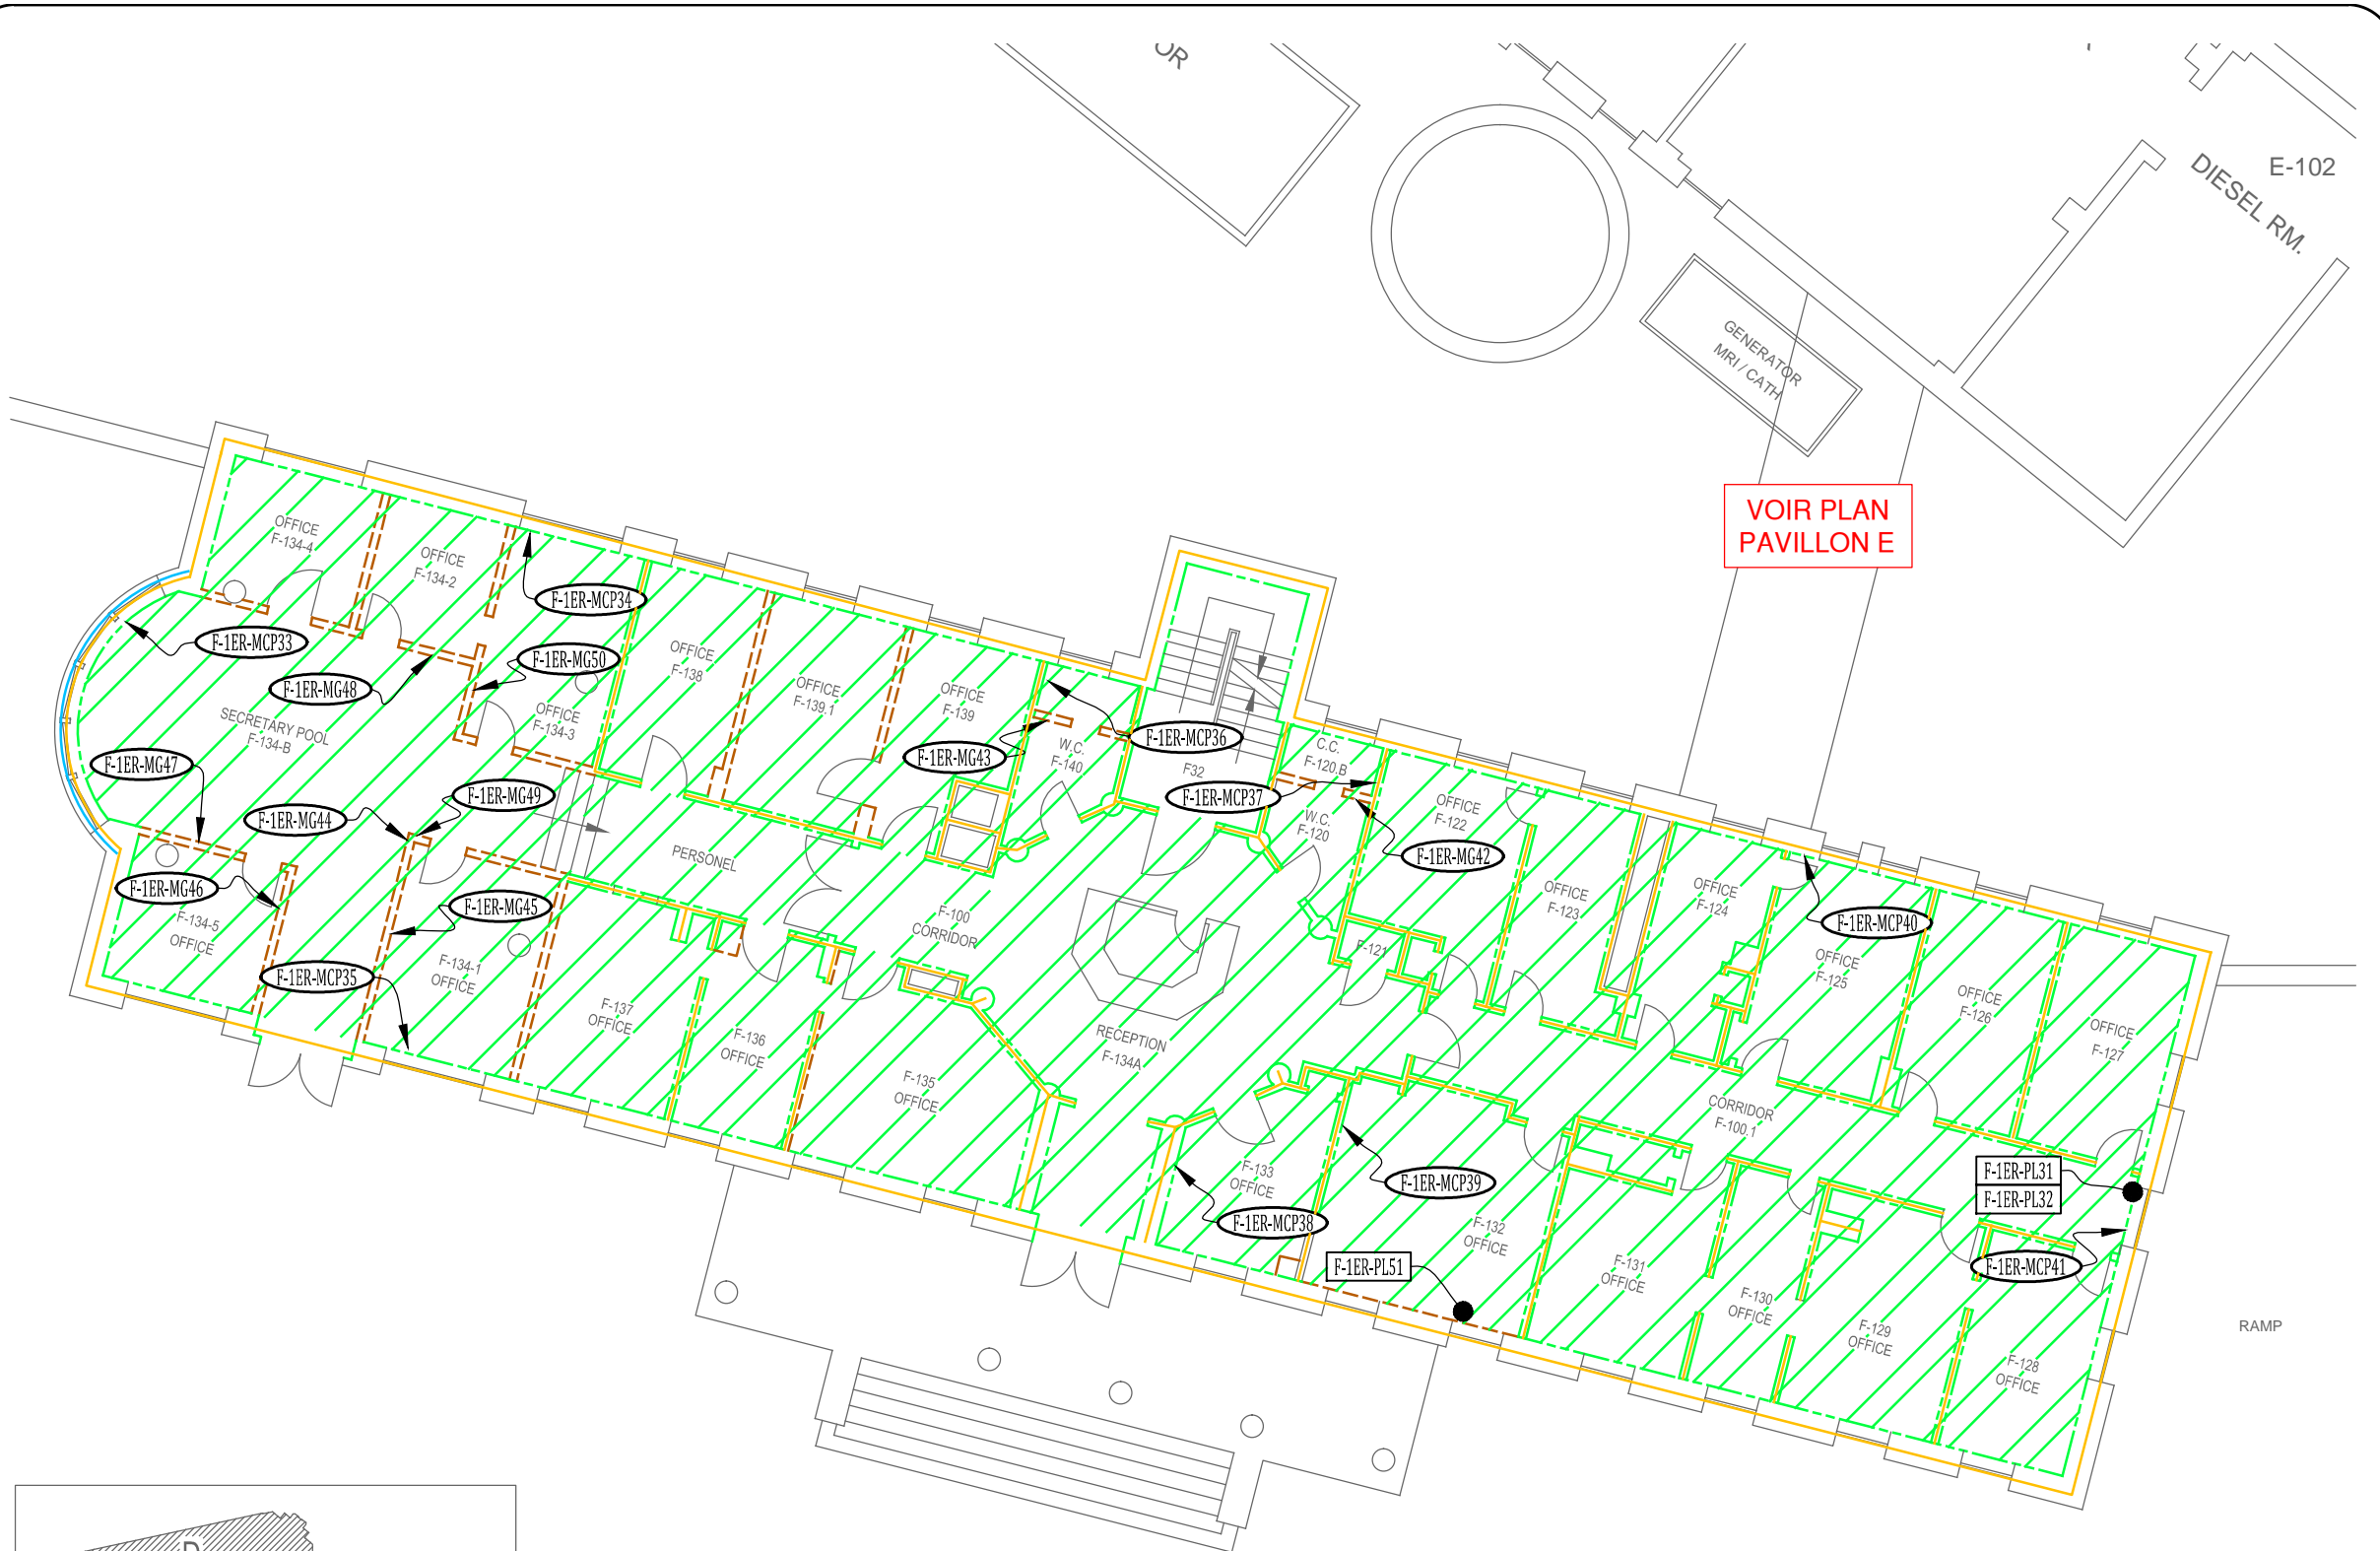 OR
E-102
DIESEL RM.
GENERATOR
MRI / CATH
VOIR PLAN
PAVILLON E
OFFICE
F-134-4
OFFICE
F-134-2
F-1ER-MCP34
F-1ER-MCP33
F-1ER-MG50
F-1ER-MG48
OFFICE
F-138
OFFICE
F-139.1
OFFICE
F-139
SECRETARY POOL
F-134-B
OFFICE
F-134-3
F-1ER-MG43
F-1ER-MCP36
W.C.
F-140
F32
C.C.
F-120.B
F-1ER-MG47
F-1ER-MG49
F-1ER-MG44
F-1ER-MCP37
W.C.
F-120
OFFICE
F-122
F-1ER-MG42
PERSONEL
F-1ER-MG46
F-1ER-MG45
F-134-5
OFFICE
F-100
CORRIDOR
OFFICE
F-123
OFFICE
F-124
F-1ER-MCP40
F-121
F-1ER-MCP35
F-134-1
OFFICE
OFFICE
F-125
OFFICE
F-126
OFFICE
F-127
F-137
OFFICE
F-136
OFFICE
RECEPTION
F-134A
F-135
OFFICE
CORRIDOR
F-100.1
F-133
OFFICE
F-1ER-MCP39
F-1ER-MCP38
F-1ER-PL31
F-1ER-PL32
F-132
OFFICE
F-1ER-PL51
F-131
OFFICE
F-1ER-MCP41
F-130
OFFICE
F-129
OFFICE
F-128
OFFICE
RAMP
D